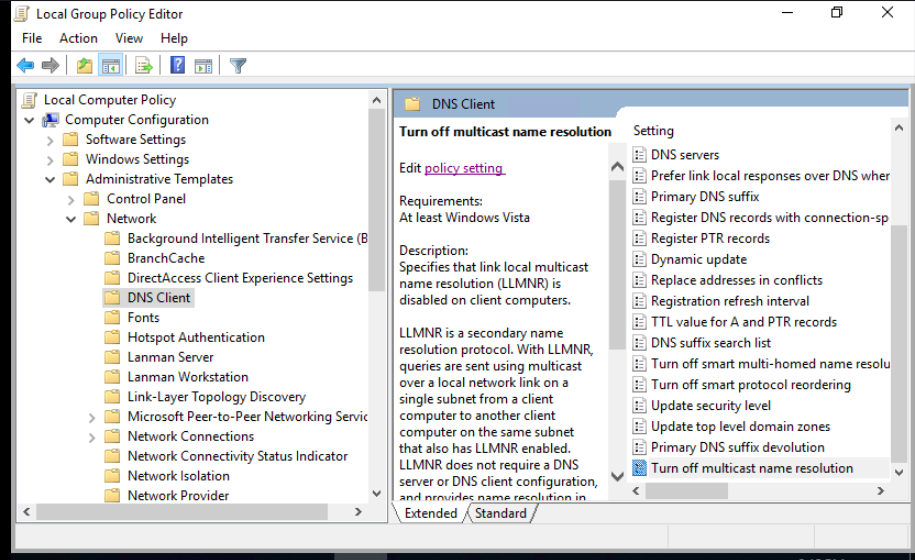 Local Group Policy Editor
File Action View Help
Local Computer Policy
Computer Configuration
Software Settings
Windows Settings
Administrative Templates
Control Panel
Network
Background Intelligent Transfer Service (B
BranchCache
DirectAccess Client Experience Settings
DNS Client
Fonts
Hotspot Authentication
Lanman Server
Lanman Workstation
Link-Layer Topology Discovery
Microsoft Peer-to-Peer Networking Servic
Network Connections
Network Connectivity Status Indicator
Network Isolation
Network Provider
DNS Client
Turn off multicast name resolution
Edit policy setting
Requirements:
At least Windows Vista
Description:
Specifies that link local multicast
name resolution (LLMNR) is
disabled on client computers.
LLMNR is a secondary name
resolution protocol. With LLMNR,
queries are sent using multicast
over a local network link on a
single subnet from a client
computer to another client
computer on the same subnet
that also has LLMNR enabled.
LLMNR does not require a DNS
server or DNS client configuration,
and provides name resolution in
Setting
DNS servers
Prefer link local responses over DNS wher
Primary DNS suffix
Register DNS records with connection-sp
Register PTR records
Dynamic update
Replace addresses in conflicts
Registration refresh interval
TTL value for A and PTR records
DNS suffix search list
Turn off smart multi-homed name resolu
Turn off smart protocol reordering
Update security level
Update top level domain zones
Primary DNS suffix devolution
Turn off multicast name resolution
Extended Standard